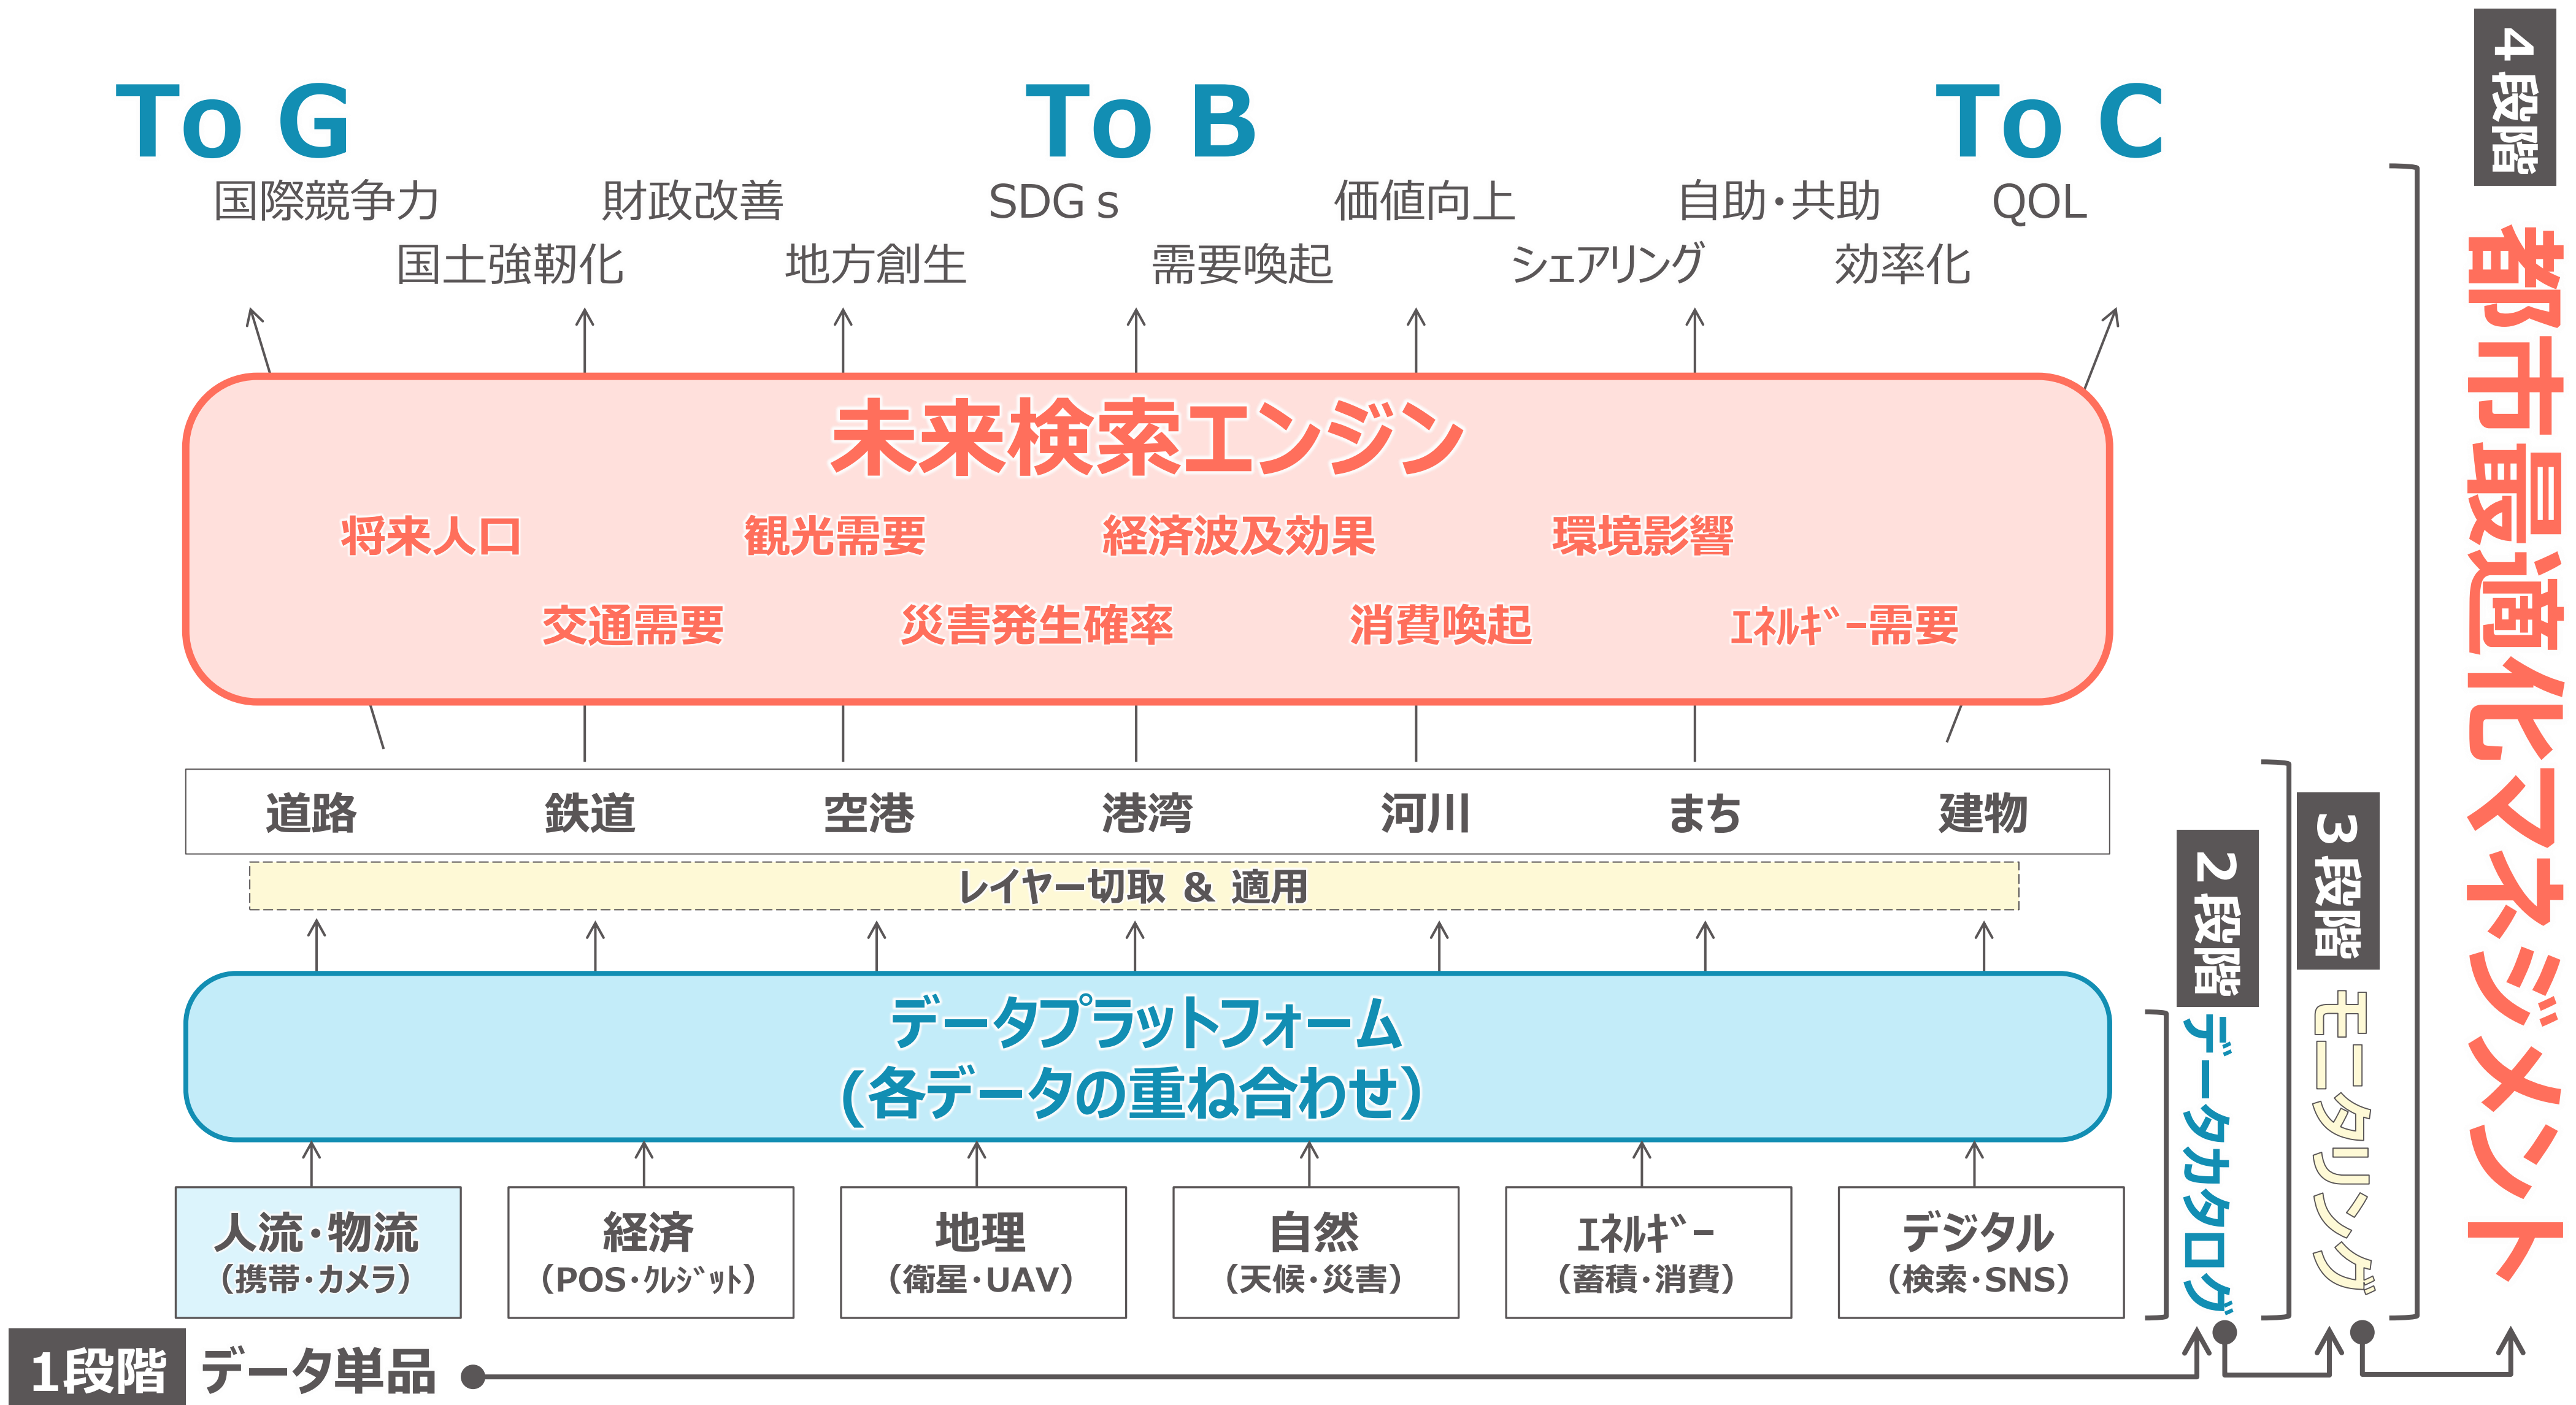 To G
To B
To C
国際競争力
財政改善
SDGs
価値向上
自助・共助
QOL
国土強靭化
地方創生
需要喚起
シェアリング
効率化
未来検索エンジン
将来人口
観光需要
経済波及効果
環境影響
交通需要
災害発生確率
消費喚起
ｴﾈﾙｷﾞｰ需要
道路
鉄道
空港
港湾
河川
まち
建物
レイヤー切取 & 適用
データプラットフォーム
(各データの重ね合わせ）
人流・物流
（携帯・カメラ）
経済
（POS・ｸﾚｼﾞｯﾄ）
地理
（衛星・UAV）
自然
（天候・災害）
ｴﾈﾙｷﾞｰ
（蓄積・消費）
デジタル
（検索・SNS）
1段階 データ単品
2段階 データカタログ
3段階 モニタリング
4段階 都市最適化マネジメント